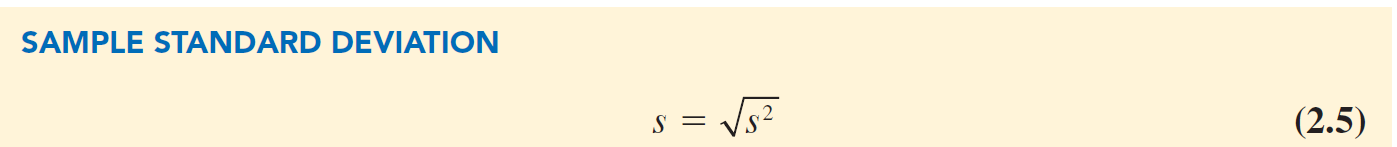 SAMPLE STANDARD DEVIATION
s = √s² (2.5)